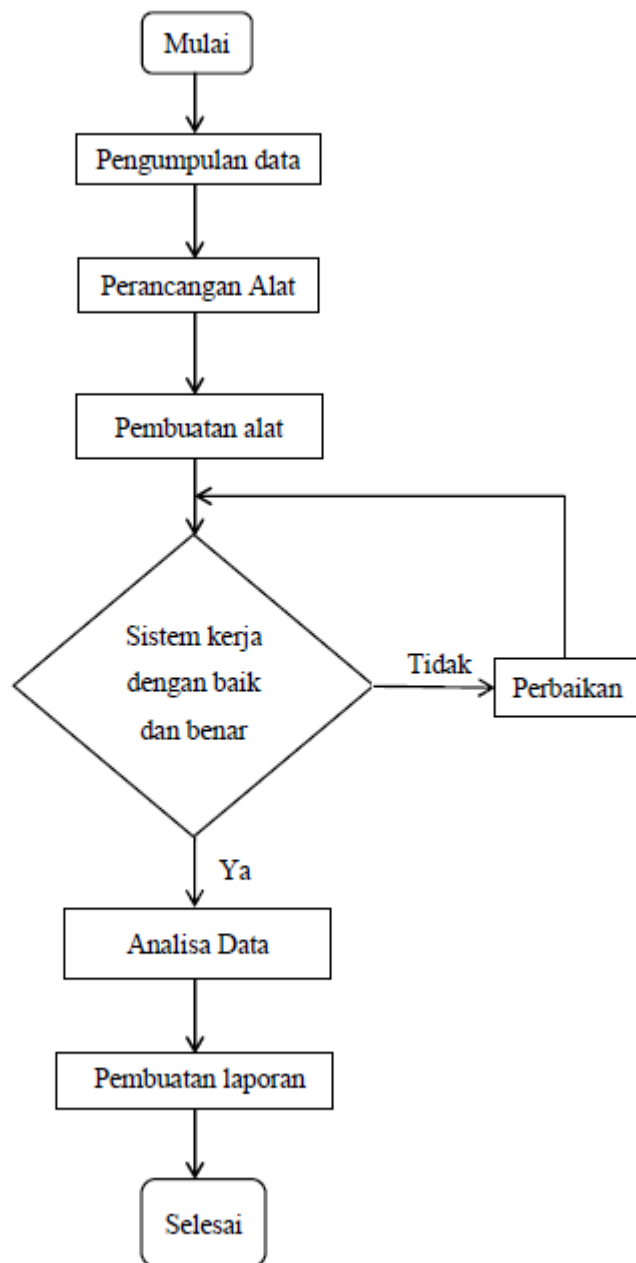 Mulai
Pengumpulan data
Perancangan Alat
Pembuatan alat
Sistem kerja
dengan baik
dan benar
Tidak
Perbaikan
Ya
Analisa Data
Pembuatan laporan
Selesai